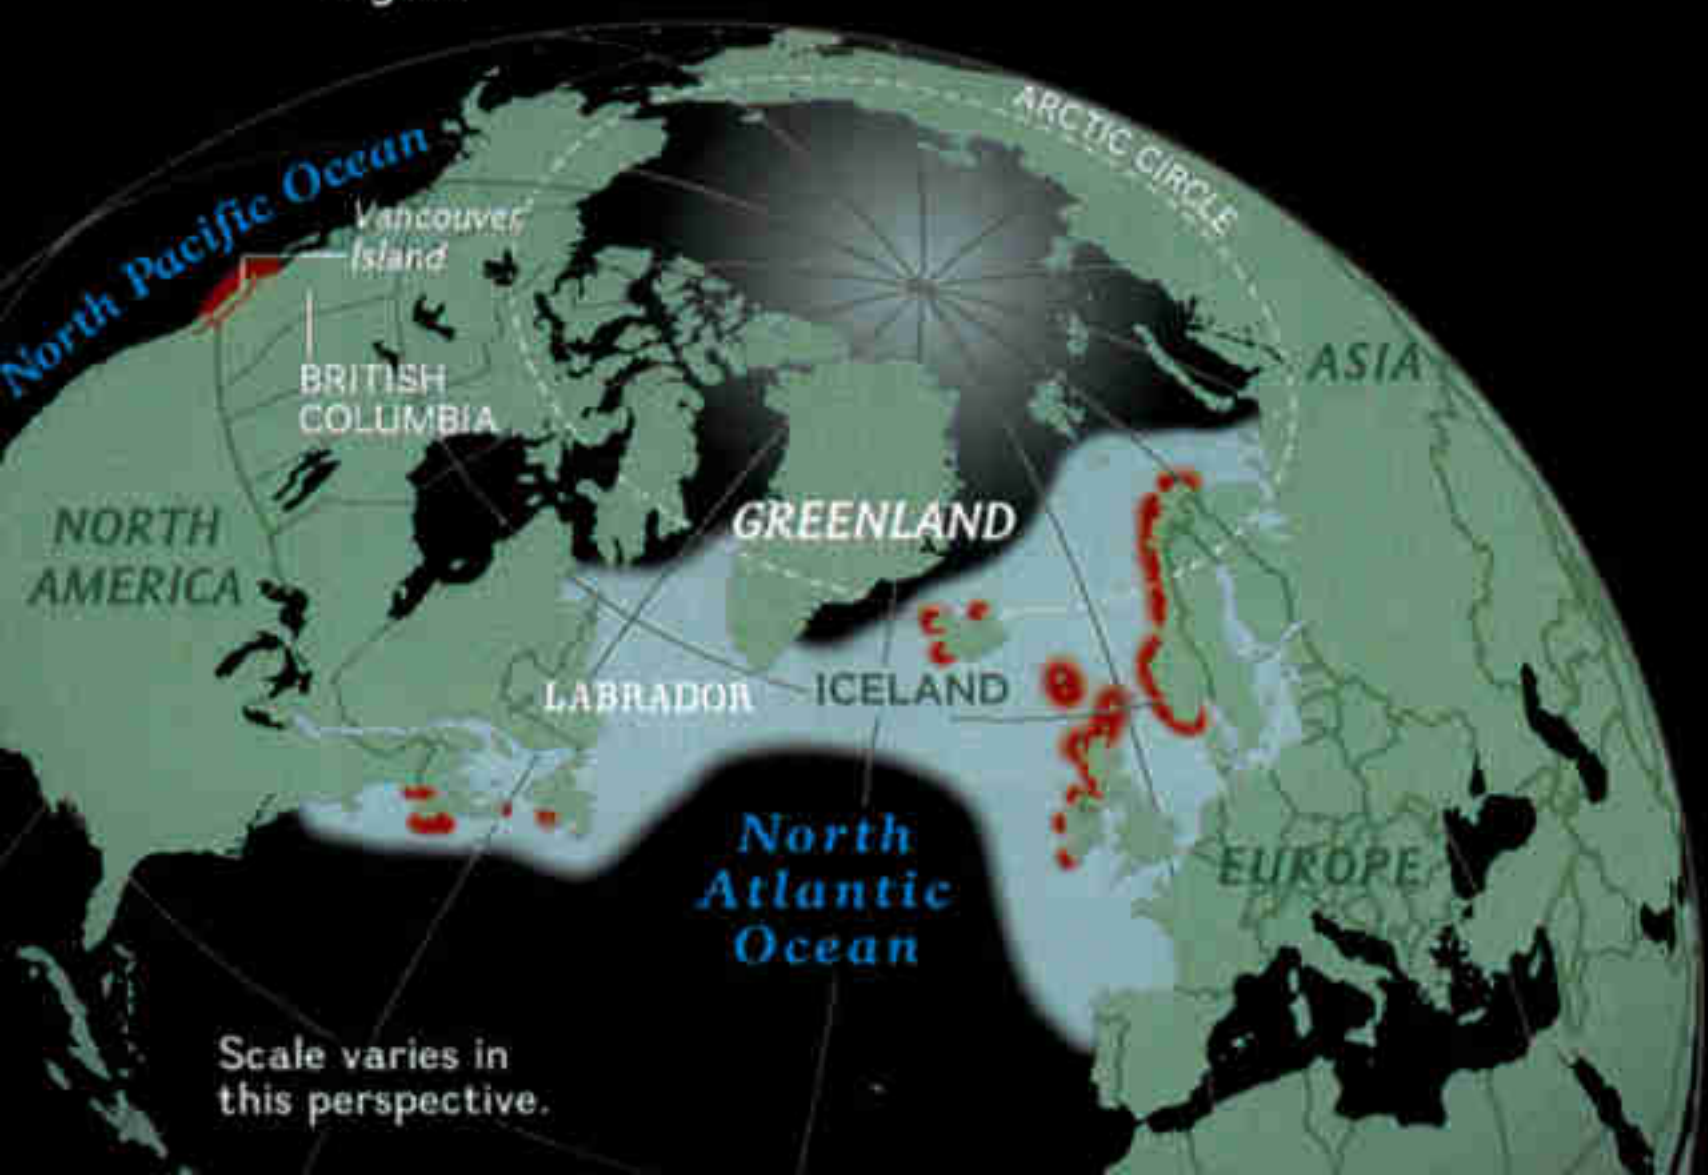 ARCTIC CIRCLE
North Pacific Ocean
Vancouver
Island
BRITISH
COLUMBIA
ASIA
NORTH
AMERICA
GREENLAND
LABRADOR
ICELAND
North
Atlantic
Ocean
EUROPE
Scale varies in
this perspective.